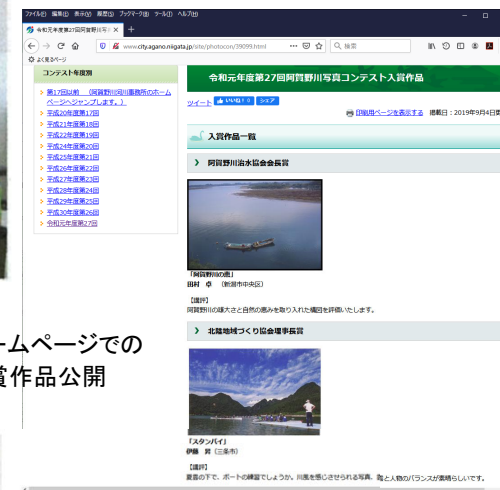 ファイル(F) 編集(E) 表示(V) 履歴(S) ブックマーク(B) ツール(T) ヘルプ(H)
令和元年度第27回阿賀野川写真コ
www.city.agano.niigata.jp/site/photocon/39099.html
検索
よく見るページ
コンテスト年度別
第17回以前 (阿賀野川河川事務所のホームページへジャンプします。)
平成20年度第17回
平成21年度第18回
平成22年度第19回
平成24年度第20回
平成25年度第21回
平成26年度第22回
平成27年度第23回
平成28年度第24回
平成29年度第25回
平成30年度第26回
令和元年度第27回
令和元年度第27回阿賀野川写真コンテスト入賞作品
ツイート いいね! 0 シェア
印刷用ページを表示する 掲載日:2019年9月4日更
入賞作品一覧
阿賀野川治水協会会長賞
「阿賀野川の恵」
田村 卓 (新潟市中央区)
【講評】
阿賀野川の雄大さと自然の恵みを取り入れた構図を評価いたします。
北陸地域づくり協会理事長賞
「スタンバイ」
伊藤 昇 (三条市)
【講評】
夏雲の下で、ボートの練習でしょうか。川風を感じさせられる写真、雲と人物のバランスが素晴らしいです。
ームページでの
賞作品公開